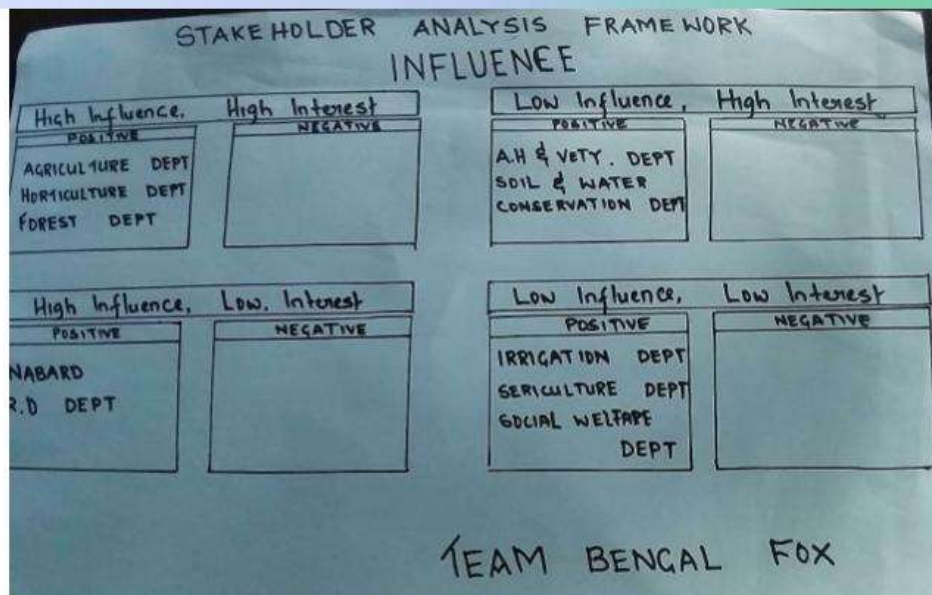 STAKEHOLDER ANALYSIS FRAMEWORK
INFLUENCE
High Influence, High Interest
POSITIVE NEGATIVE
AGRICULTURE DEPT
HORTICULTURE DEPT
FOREST DEPT
Low Influence, High Interest
POSITIVE NEGATIVE
A.H & VETY. DEPT
SOIL & WATER
CONSERVATION DEPT
High Influence, Low. Interest
POSITIVE NEGATIVE
NABARD
R.D DEPT
Low Influence, Low Interest
POSITIVE NEGATIVE
IRRIGATION DEPT
SERICULTURE DEPT
SOCIAL WELFARE
DEPT
TEAM BENGAL FOX